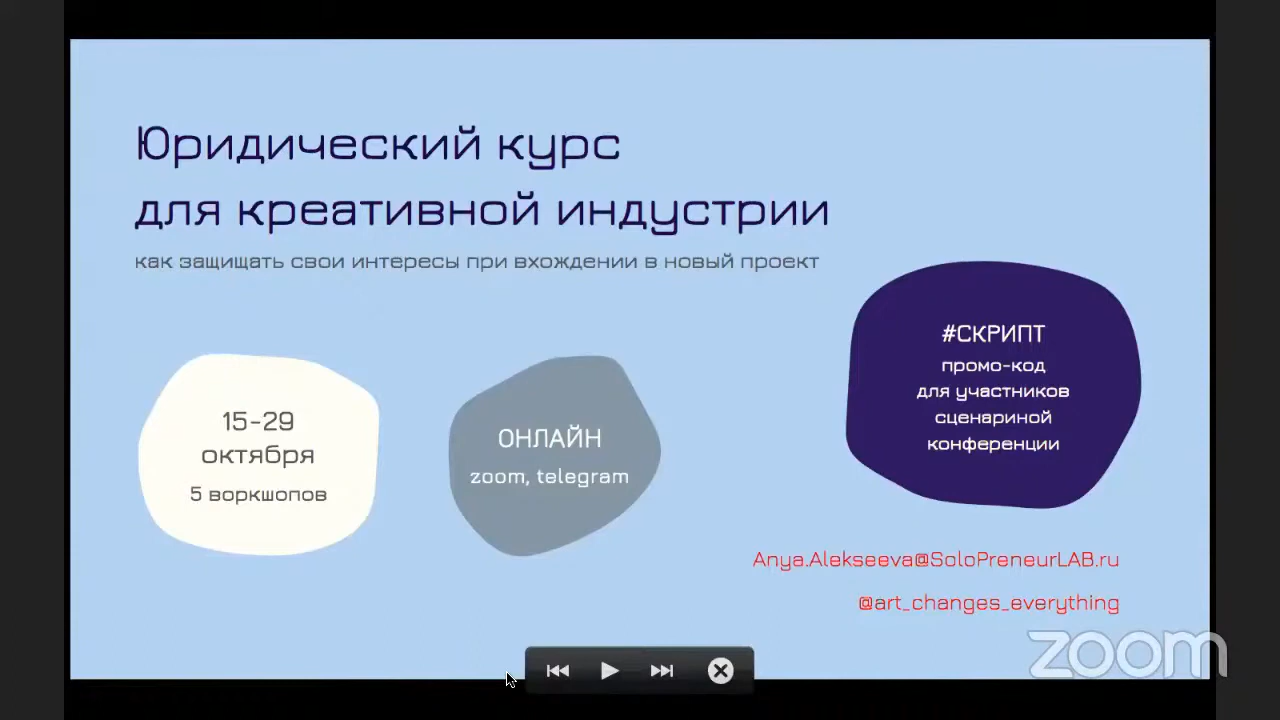 Юридический курс
для креативной индустрии
как защищать свои интересы при вхождении в новый проект
15-29
октября
5 воркшопов
ОНЛАЙН
zoom, telegram
#СКРИПТ
промо-код
для участников
сценариной
конференции
Anya.Alekseeva@SoloPreneurLAB.ru
@art_changes_everything
zoom